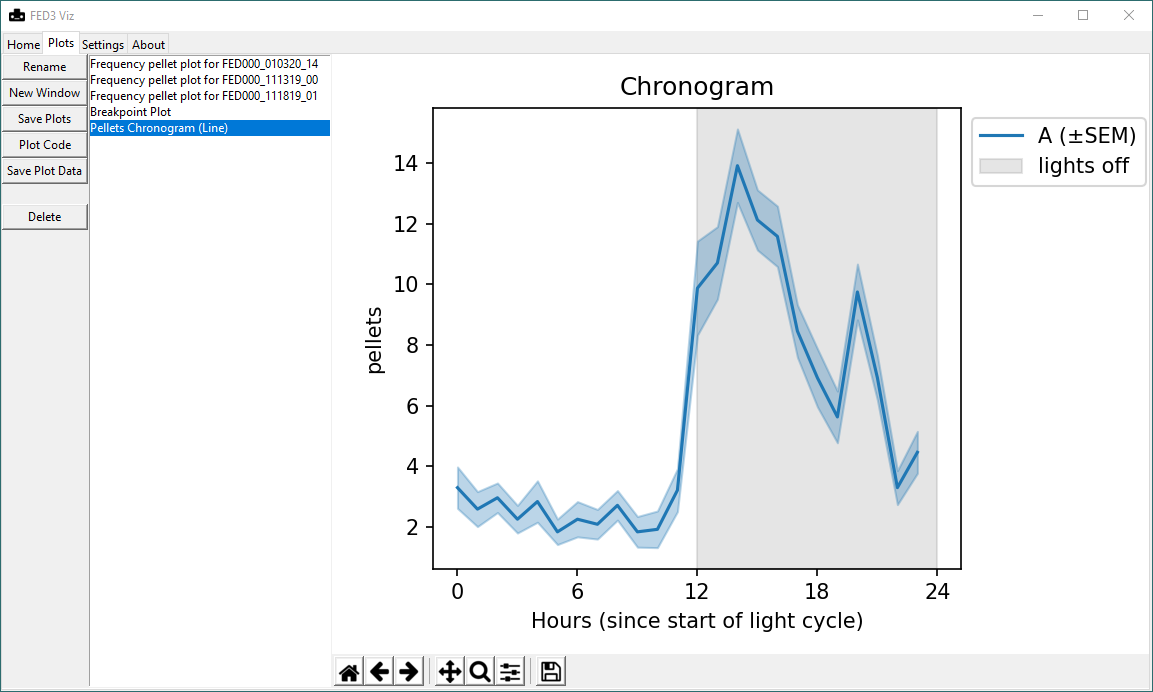 FED3 Viz
Home Plots Settings About
Rename
New Window
Save Plots
Plot Code
Save Plot Data
Delete
Frequency pellet plot for FED000_010320_14
Frequency pellet plot for FED000_111319_00
Frequency pellet plot for FED000_111819_01
Breakpoint Plot
Pellets Chronogram (Line)
Chronogram
A (±SEM)
lights off
pellets
14
12
10
8
6
4
2
0 6 12 18 24
Hours (since start of light cycle)